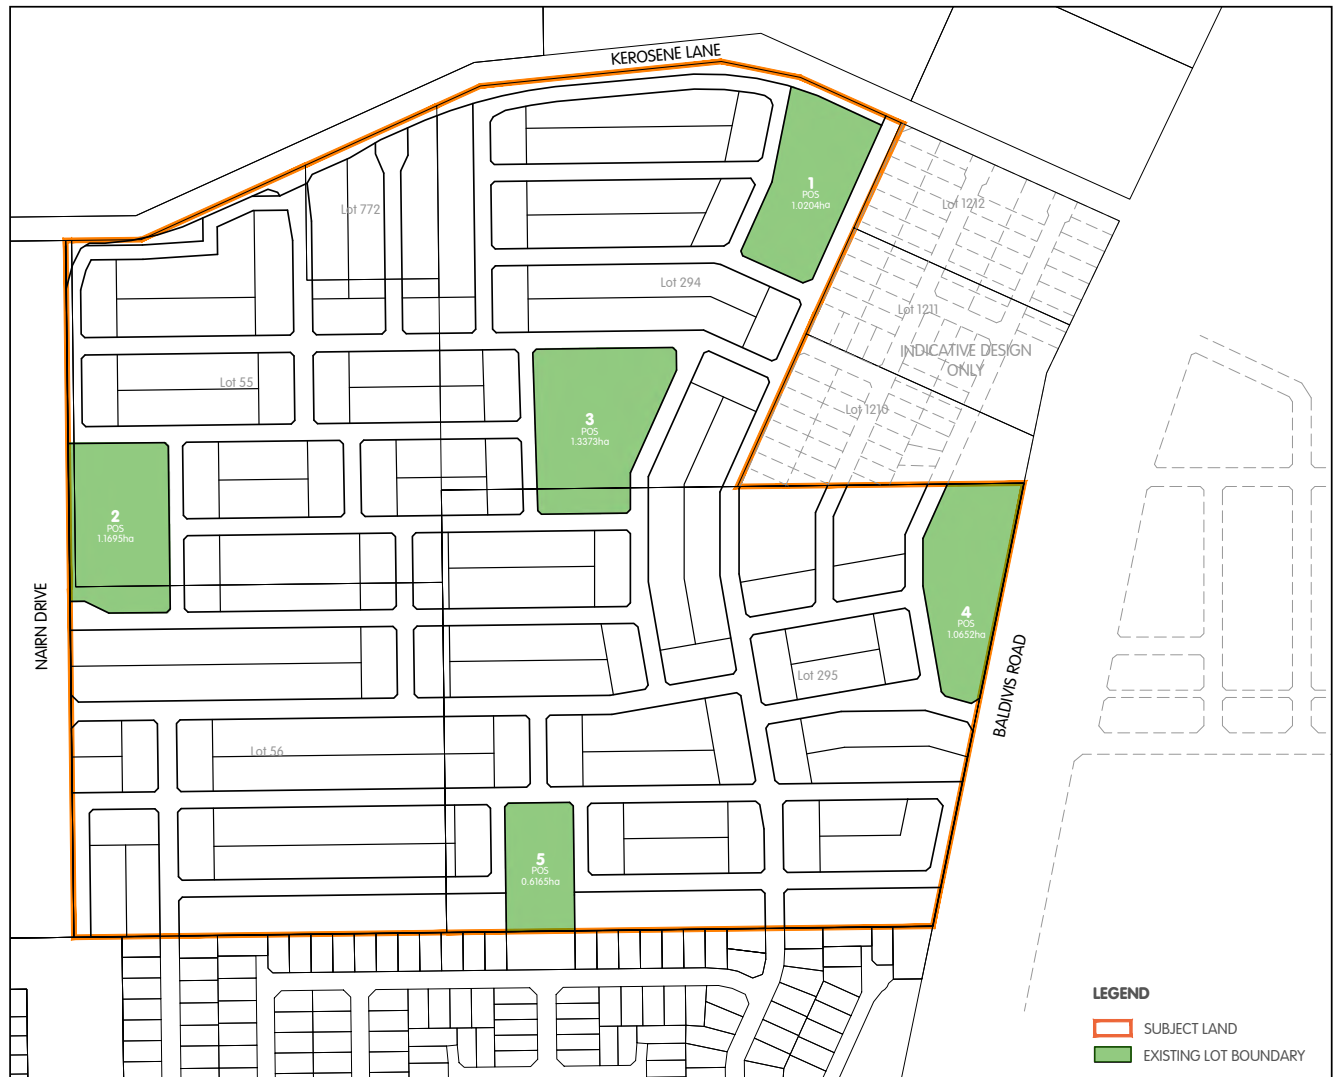 KEROSENE LANE
1
POS
1.0204ha
Lot 1212
Lot 772
Lot 294
Lot 1211
INDICATIVE DESIGN
ONLY
Lot 55
Lot 1210
3
POS
1.3373ha
2
POS
1.1695ha
NAIRN DRIVE
4
POS
1.0652ha
BALDIVIS ROAD
Lot 295
Lot 56
5
POS
0.6165ha
LEGEND
SUBJECT LAND
EXISTING LOT BOUNDARY